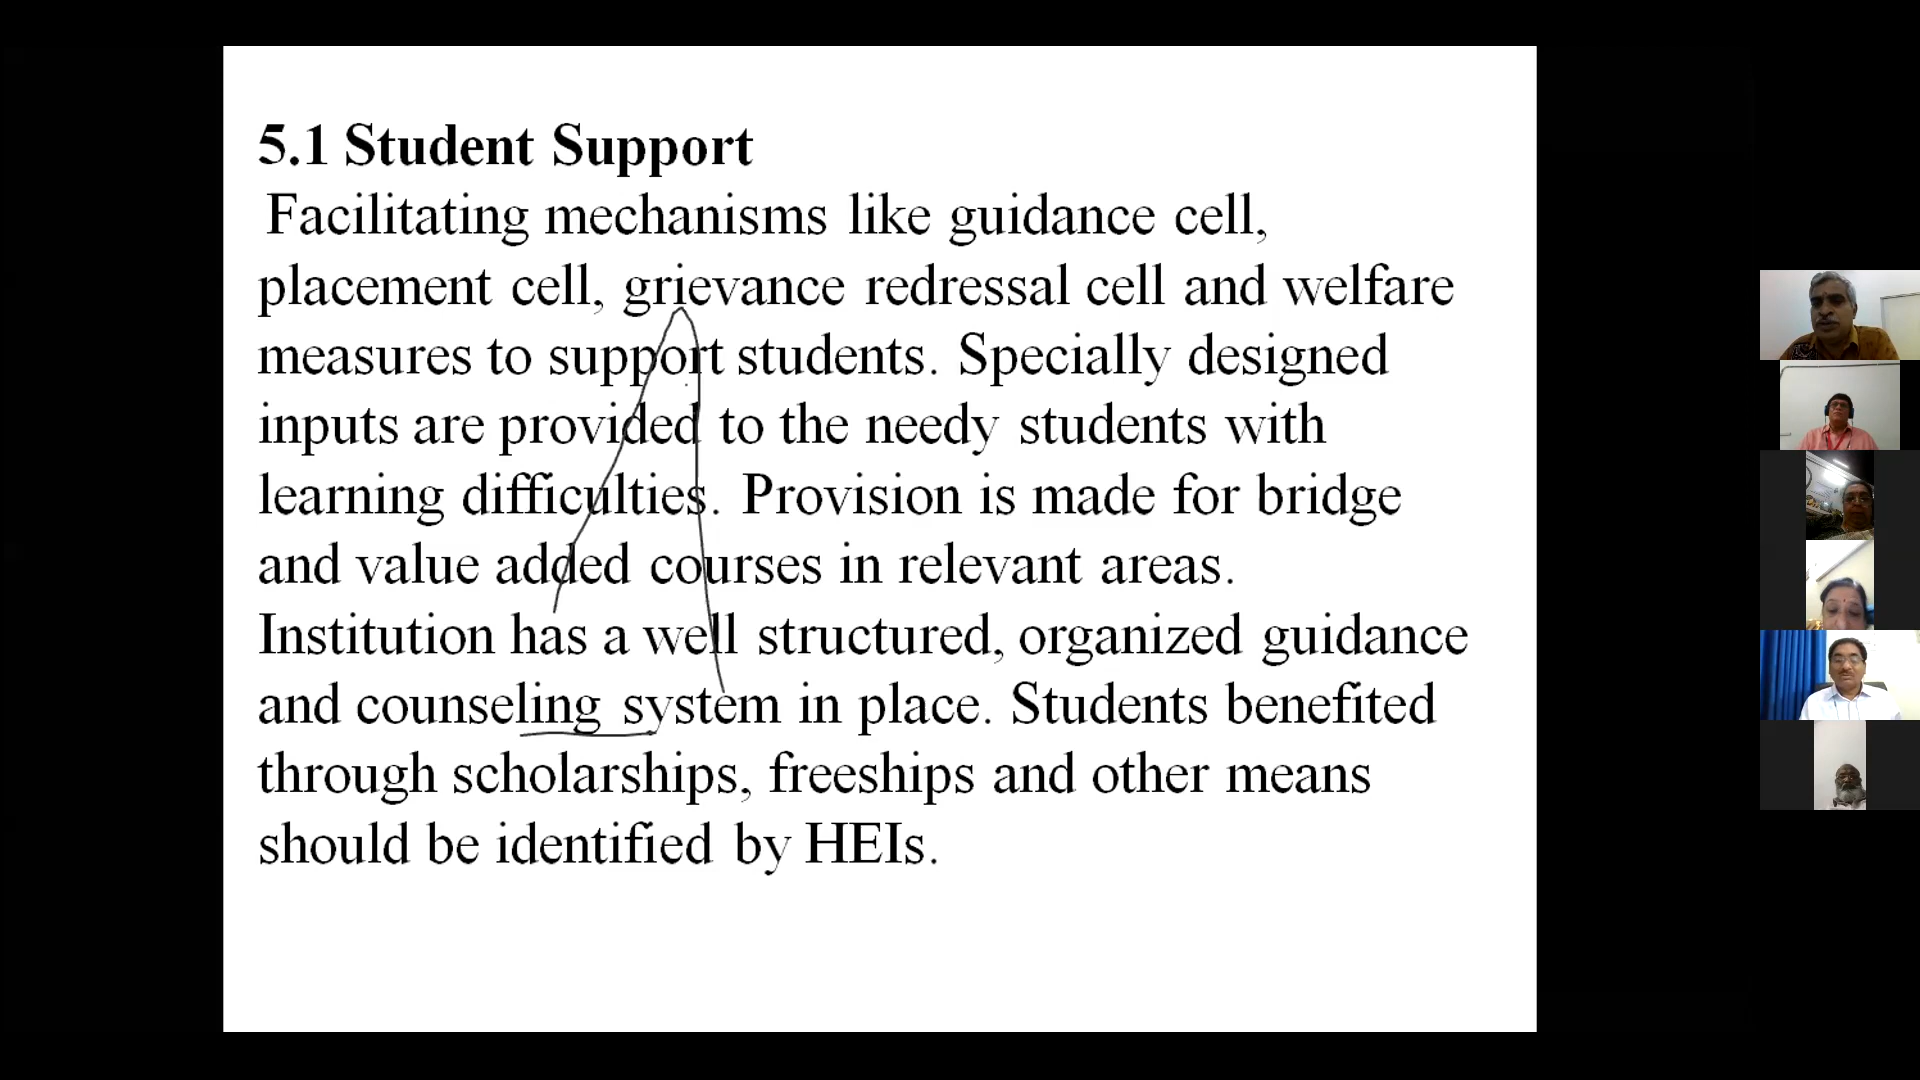 5.1 Student Support
Facilitating mechanisms like guidance cell,
placement cell, grievance redressal cell and welfare
measures to support students. Specially designed
inputs are provided to the needy students with
learning difficulties. Provision is made for bridge
and value added courses in relevant areas.
Institution has a well structured, organized guidance
and counseling system in place. Students benefited
through scholarships, freeships and other means
should be identified by HEIs.